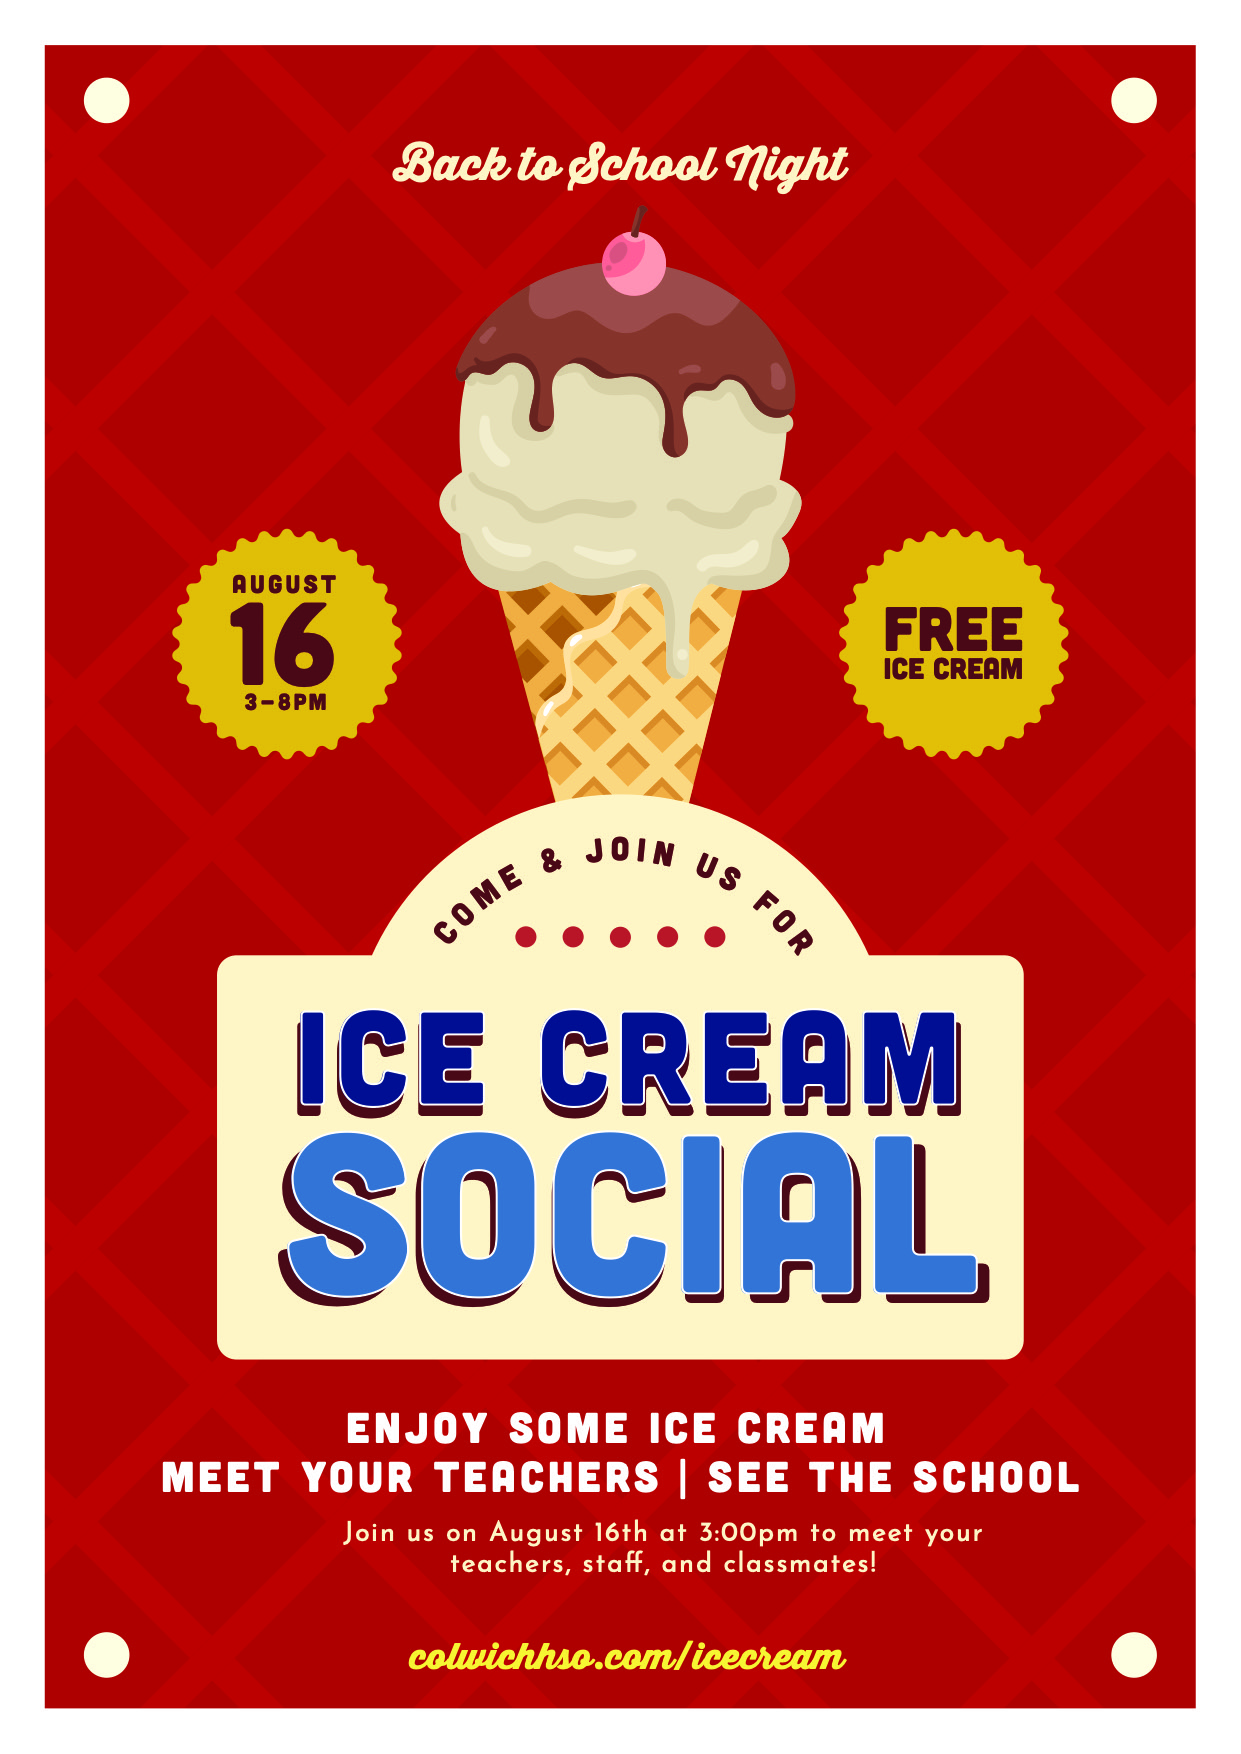 Back to School Night
AUGUST
16
3-8PM
FREE
ICE CREAM
COME & JOIN US FOR
ICE CREAM
SOCIAL
ENJOY SOME ICE CREAM
MEET YOUR TEACHERS | SEE THE SCHOOL
Join us on August 16th at 3:00pm to meet your
teachers, staff, and classmates!
colwichhso.com/icecream